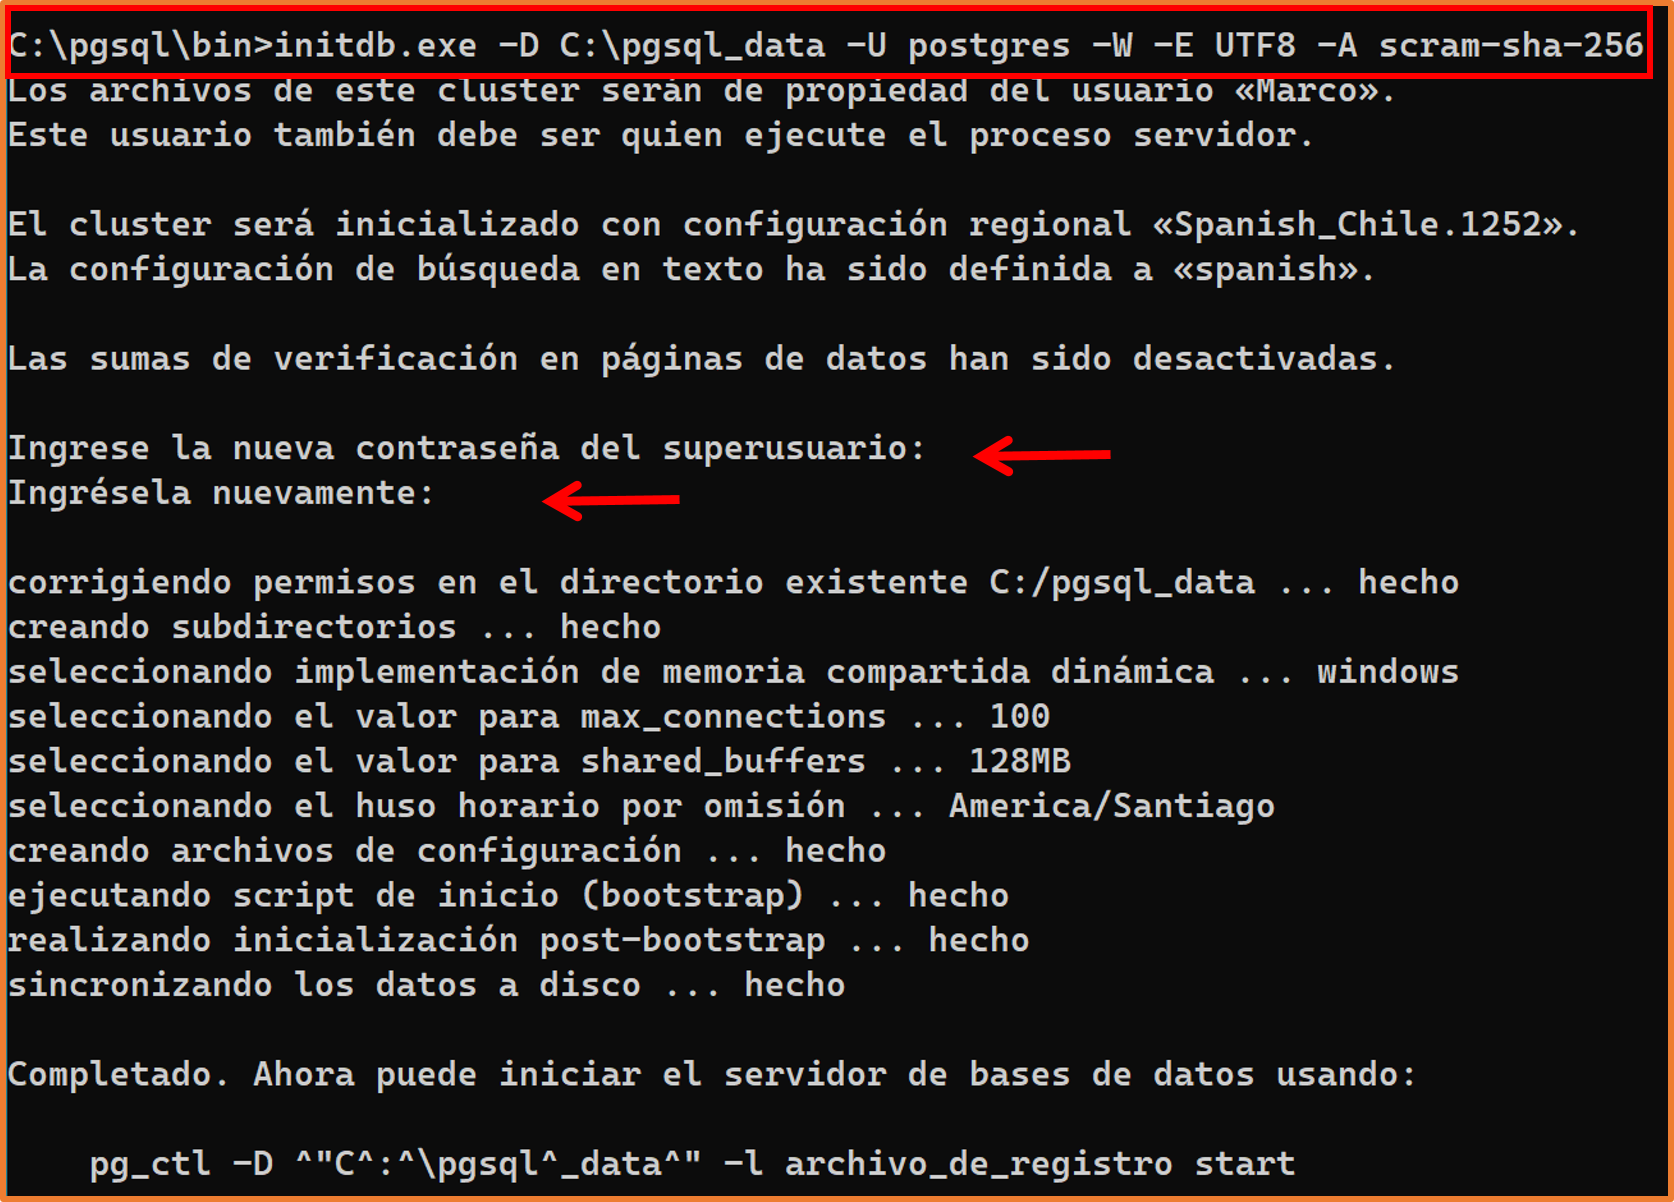 C:\pgsql\bin>initdb.exe -D C:\pgsql_data -U postgres -W -E UTF8 -A scram-sha-256
Los archivos de este cluster serán de propiedad del usuario «Marco».
Este usuario también debe ser quien ejecute el proceso servidor.
El cluster será inicializado con configuración regional «Spanish_Chile.1252».
La configuración de búsqueda en texto ha sido definida a «spanish».
Las sumas de verificación en páginas de datos han sido desactivadas.
Ingrese la nueva contraseña del superusuario:
Ingrésela nuevamente:
corrigiendo permisos en el directorio existente C:/pgsql_data ... hecho
creando subdirectorios ... hecho
seleccionando implementación de memoria compartida dinámica ... windows
seleccionando el valor para max_connections ... 100
seleccionando el valor para shared_buffers ... 128MB
seleccionando el huso horario por omisión ... America/Santiago
creando archivos de configuración ... hecho
ejecutando script de inicio (bootstrap) ... hecho
realizando inicialización post-bootstrap ... hecho
sincronizando los datos a disco ... hecho
Completado. Ahora puede iniciar el servidor de bases de datos usando:
pg_ctl -D ^"C^:^\pgsql^_data^" -l archivo_de_registro start